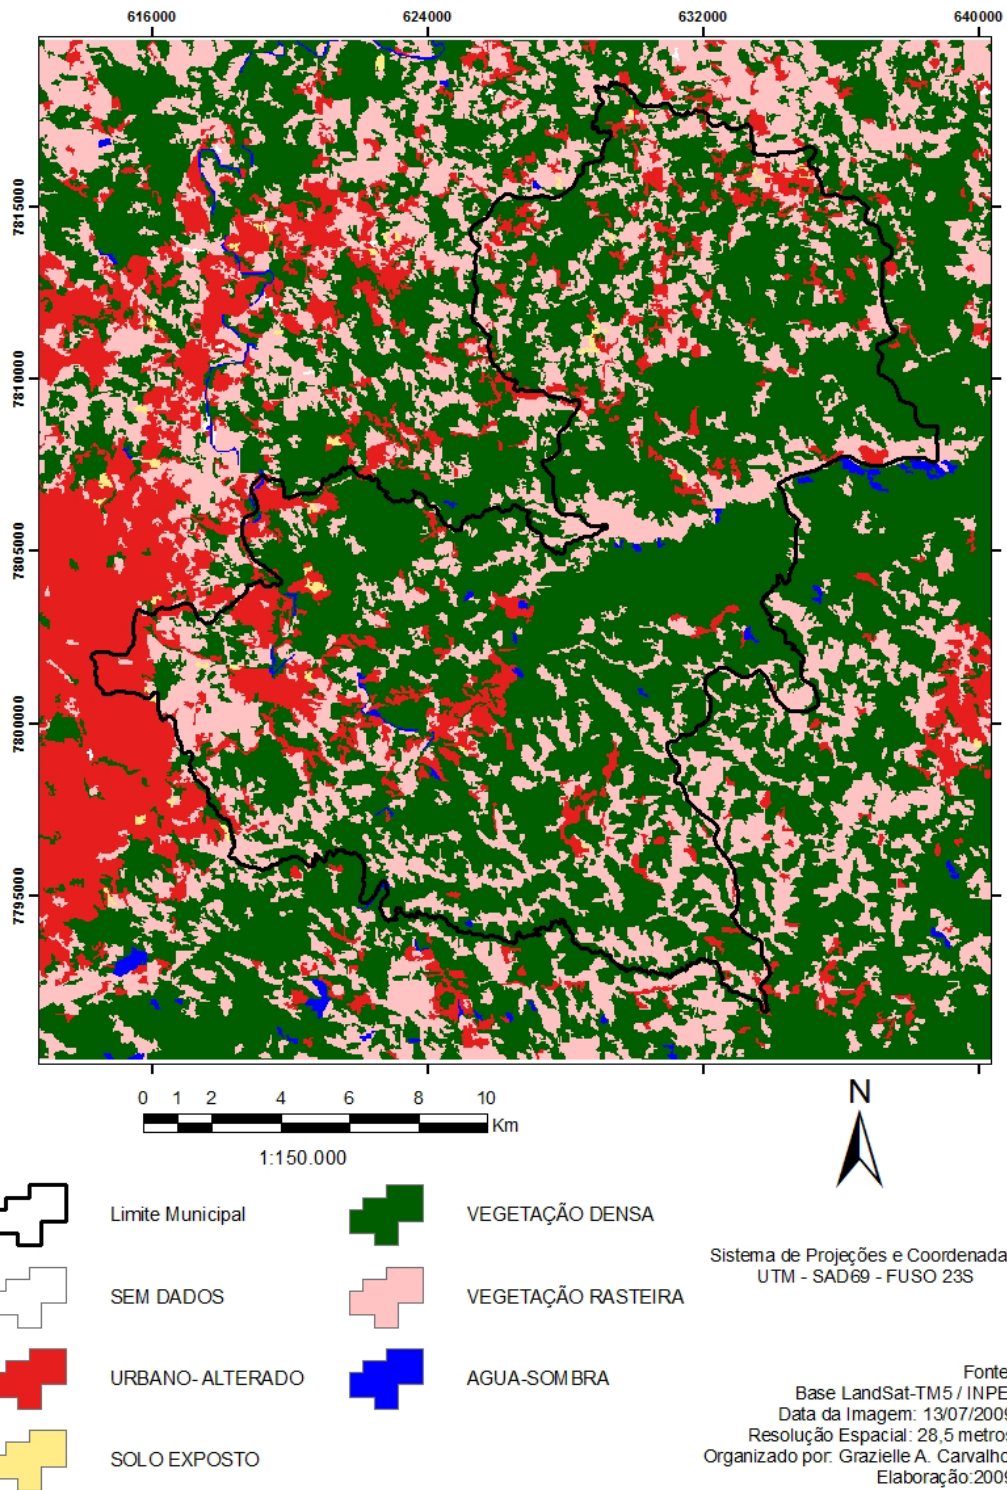 616000 624000 632000 640000
7815000
7810000
7805000
7800000
7795000
0 1 2 4 6 8 10
Km
1:150.000
N
Limite Municipal
SEM DADOS
URBANO-ALTERADO
SOLO EXPOSTO
VEGETAÇÃO DENSA
VEGETAÇÃO RASTEIRA
AGUA-SOMBRA
Sistema de Projeções e Coordenada
UTM - SAD69 - FUSO 23S
Fonte
Base LandSat-TM5 / INPE
Data da Imagem: 13/07/2009
Resolução Espacial: 28,5 metros
Organizado por: Grazielle A. Carvalho
Elaboração:2009